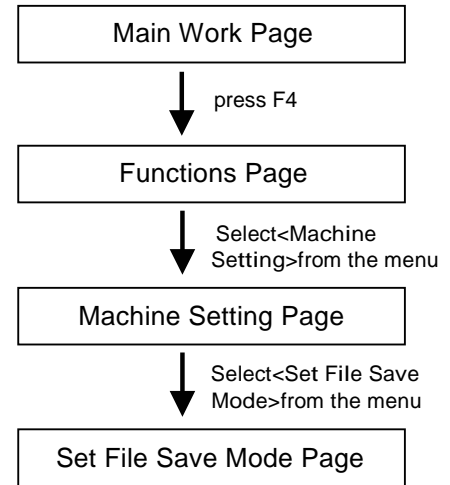 Main Work Page
press F4
Functions Page
Select<Machine
Setting>from the menu
Machine Setting Page
Select<Set File Save
Mode>from the menu
Set File Save Mode Page